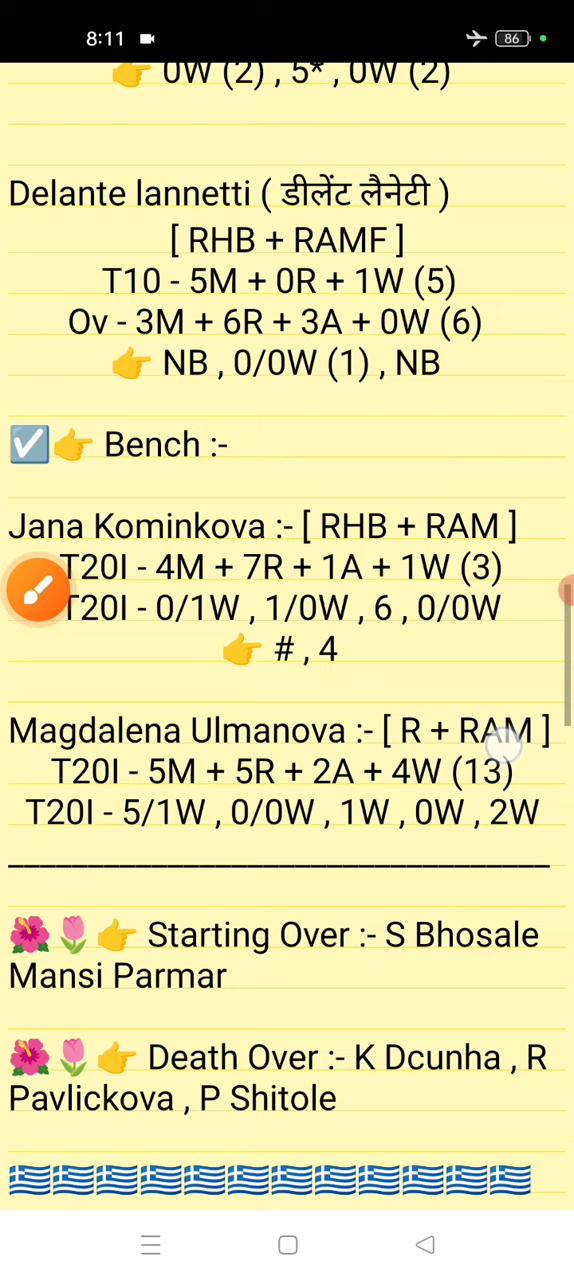 8:11
86
👉 0W (2) , 5* , 0W (2)
Delante lannetti ( डीलेंट लैनेटी )
[ RHB + RAMF ]
T10 - 5M + 0R + 1W (5)
Ov - 3M + 6R + 3A + 0W (6)
👉 NB , 0/0W (1) , NB
☑️👉 Bench :-
Jana Kominkova :- [ RHB + RAM ]
T20I - 4M + 7R + 1A + 1W (3)
T20I - 0/1W , 1/0W , 6 , 0/0W
👉 # , 4
Magdalena Ulmanova :- [ R + RAM ]
T20I - 5M + 5R + 2A + 4W (13)
T20I - 5/1W , 0/0W , 1W , 0W , 2W
🌺🌷👉 Starting Over :- S Bhosale
Mansi Parmar
🌺🌷👉 Death Over :- K Dcunha , R
Pavlickova , P Shitole
🇬🇷🇬🇷🇬🇷🇬🇷🇬🇷🇬🇷🇬🇷🇬🇷🇬🇷🇬🇷🇬🇷🇬🇷